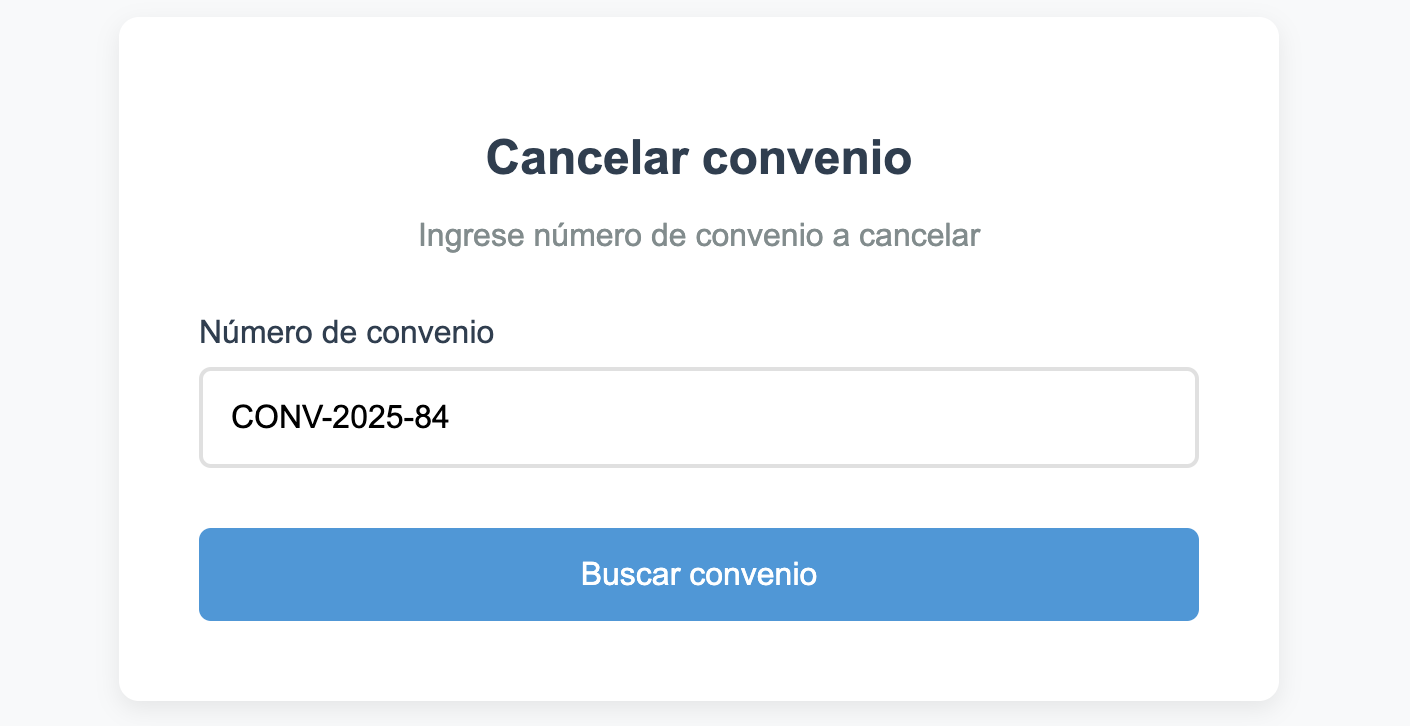 Cancelar convenio
Ingrese número de convenio a cancelar
Número de convenio
CONV-2025-84
Buscar convenio